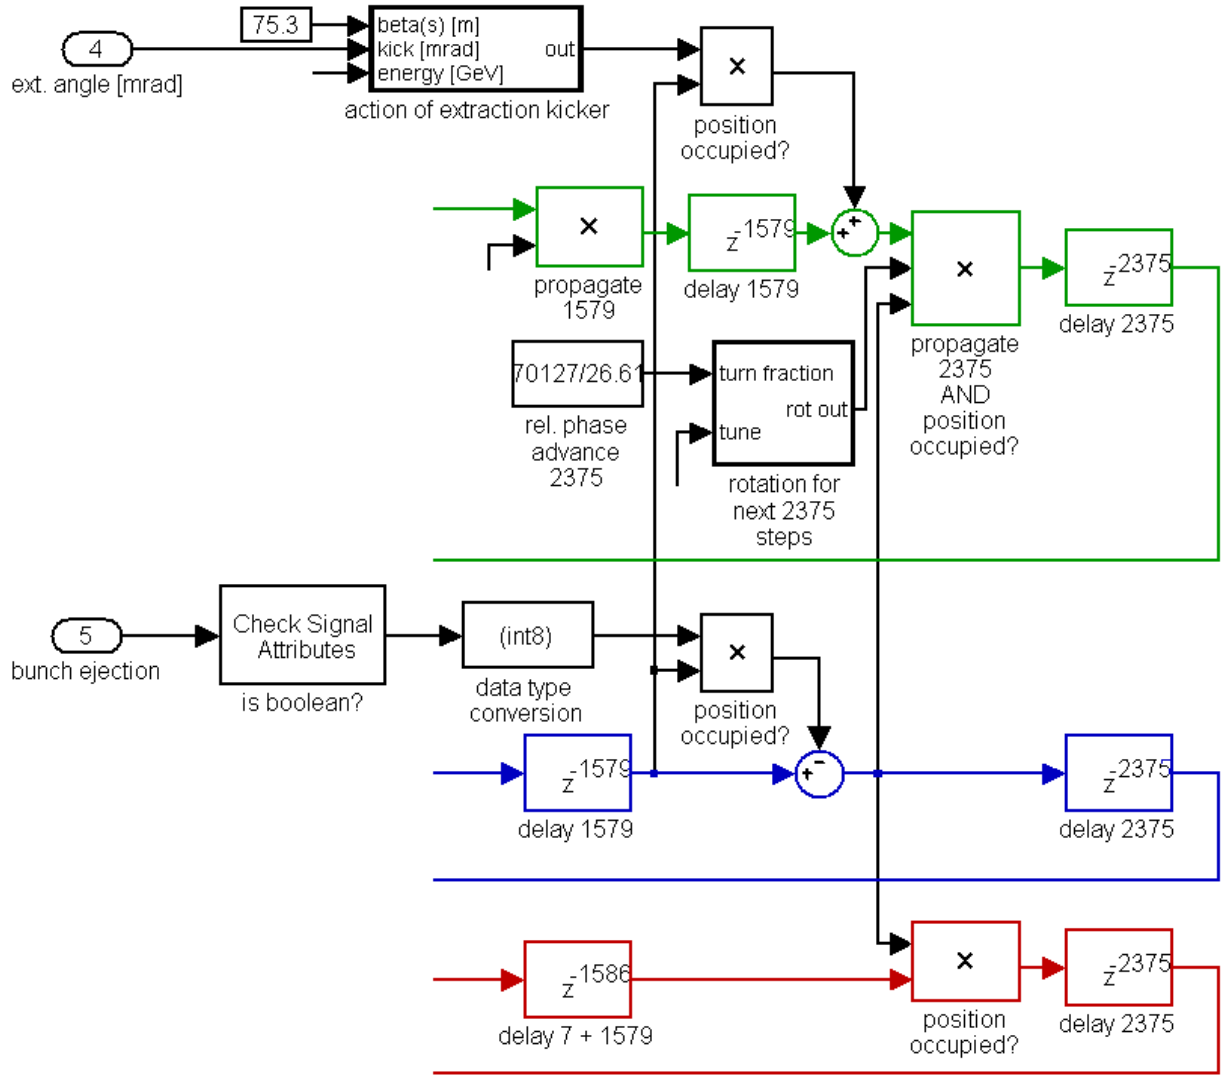 75.3
beta(s) [m]
4
kick [mrad]
out
energy [GeV]
ext. angle [mrad]
action of extraction kicker
×
position
occupied?
×
z-1579
+
+
propagate
1579
delay 1579
×
z-2375
delay 2375
propagate
2375
AND
position
occupied?
70127/26.61
turn fraction
rot out
tune
rel. phase
advance
2375
rotation for
next 2375
steps
5
bunch ejection
Check Signal
Attributes
is boolean?
(int8)
data type
conversion
×
position
occupied?
z-1579
delay 1579
+
-
z-2375
delay 2375
z-1586
delay 7 + 1579
×
position
occupied?
z-2375
delay 2375